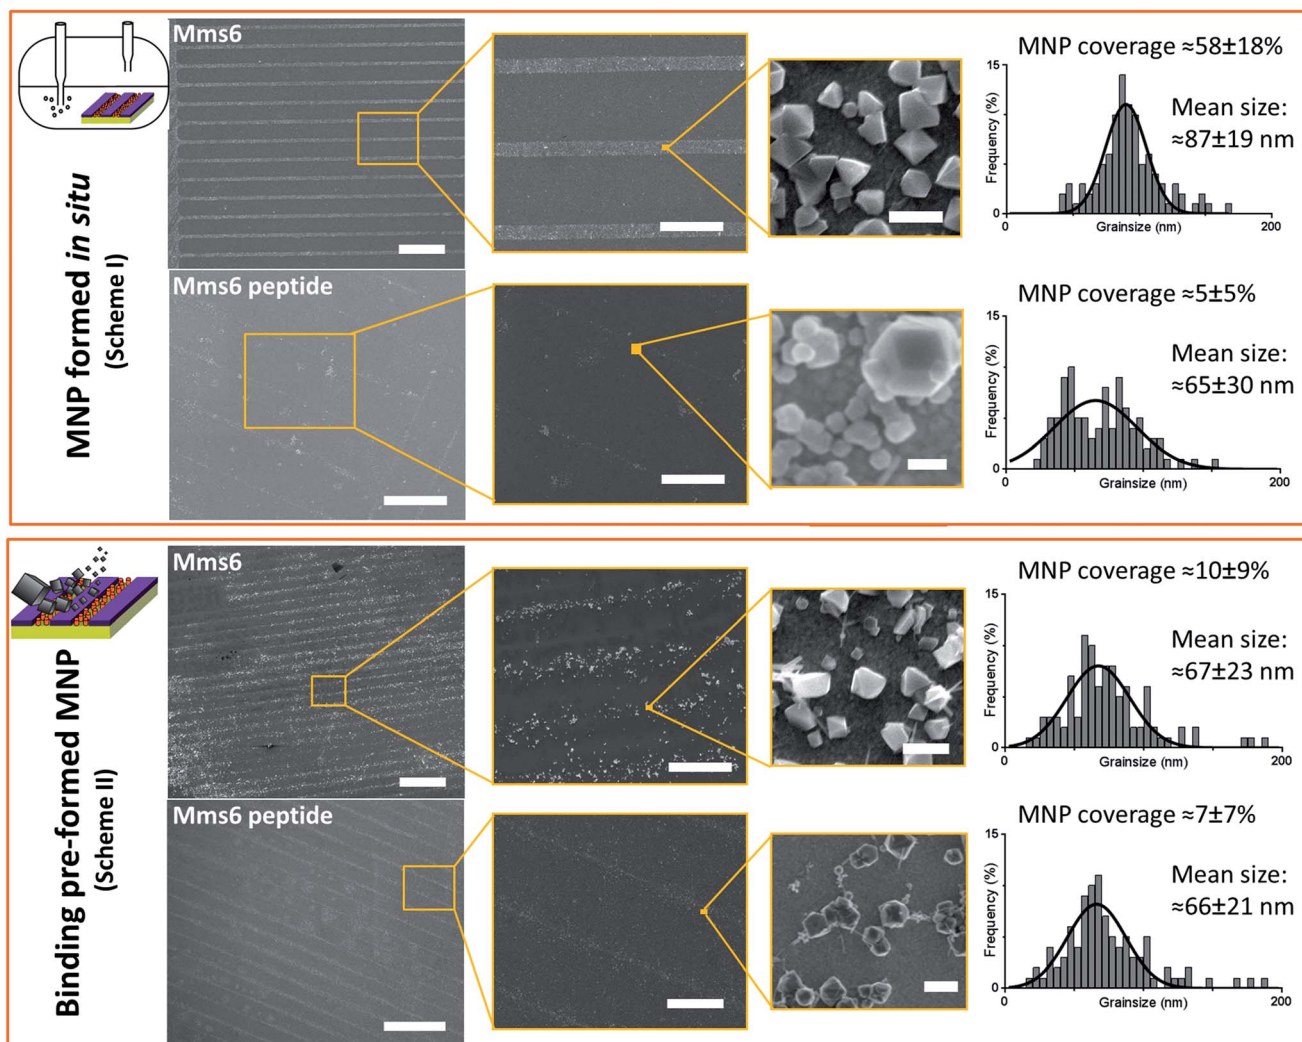 MNP formed in situ
(Scheme I)
Mms6
MNP coverage ≈58±18%
15
Mean size:
≈87±19 nm
Frequency (%)
0
0
Grainsize (nm)
200
Mms6 peptide
MNP coverage ≈5±5%
15
Mean size:
≈65±30 nm
Frequency (%)
0
0
Grainsize (nm)
200
Binding pre-formed MNP
(Scheme II)
Mms6
MNP coverage ≈10±9%
15
Mean size:
≈67±23 nm
Frequency (%)
0
0
Grainsize (nm)
200
Mms6 peptide
MNP coverage ≈7±7%
15
Mean size:
≈66±21 nm
Frequency (%)
0
0
Grainsize (nm)
200